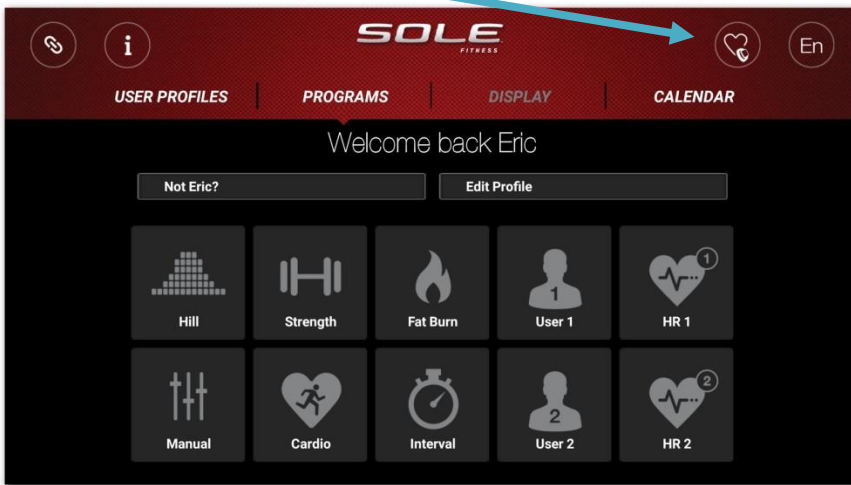 i
SOLE
FITNESS
En
USER PROFILES PROGRAMS DISPLAY CALENDAR
Welcome back Eric
Not Eric? Edit Profile
1 1
Hill Strength Fat Burn User 1 HR 1
2 2
Manual Cardio Interval User 2 HR 2